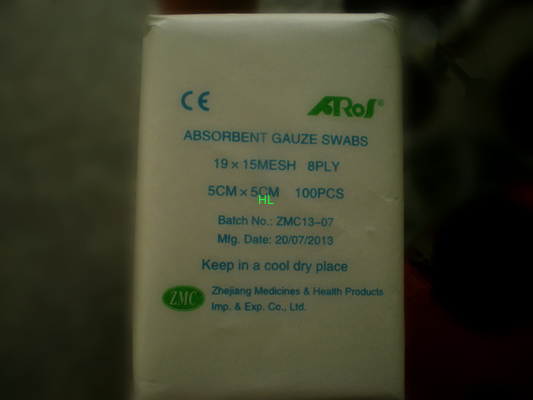 CE
AROS®
ABSORBENT GAUZE SWABS
19 × 15MESH 8PLY
5CM × 5CM 100PCS
HL
Batch No.: ZMC13-07
Mfg. Date: 20/07/2013
Keep in a cool dry place
ZMC
Zhejiang Medicines & Health Products
Imp. & Exp. Co., Ltd.